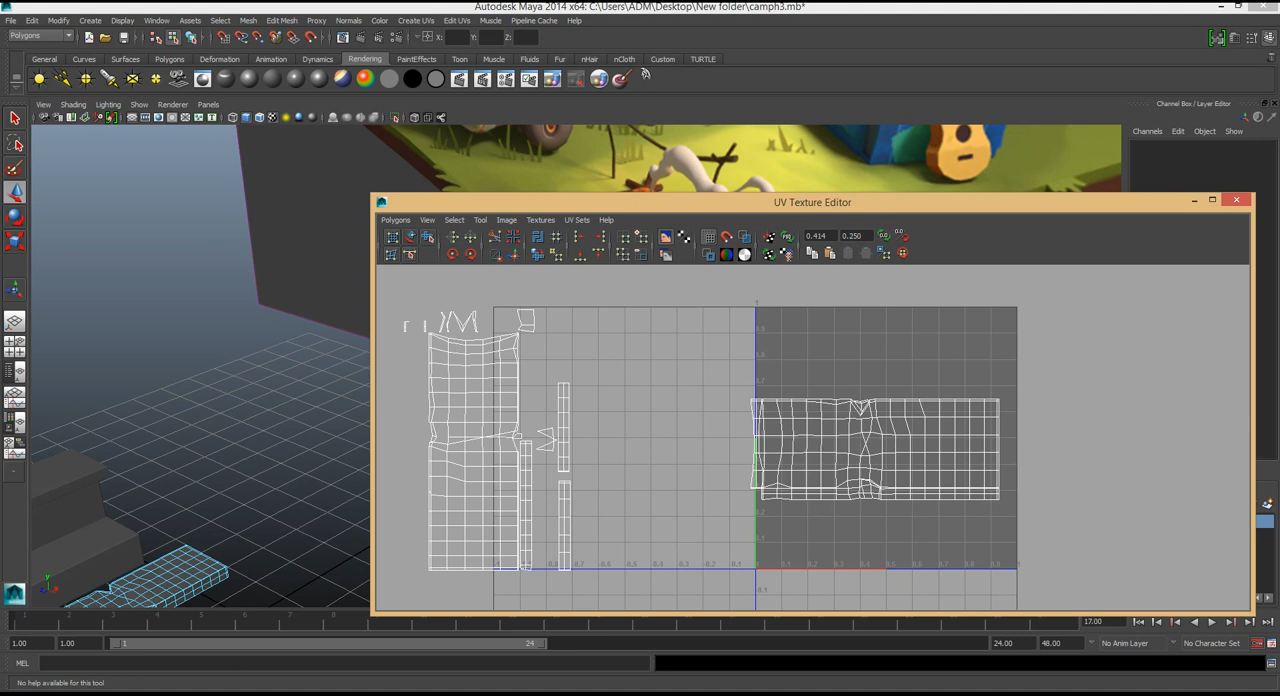 Autodesk Maya 2014 x64: C:\Users\ADM\Desktop\New folder\camph3.mb*
File Edit Modify Create Display Window Assets Select Mesh Edit Mesh Proxy Normals Color Create UVs Edit UVs Muscle Pipeline Cache Help
Polygons X: Y: Z:
General Curves Surfaces Polygons Deformation Animation Dynamics Rendering PaintEffects Toon Muscle Fluids Fur nHair nCloth Custom TURTLE
View Shading Lighting Show Renderer Panels
Channel Box / Layer Editor
Channels Edit Object Show
UV Texture Editor
Polygons View Select Tool Image Textures UV Sets Help
0.414 0.250
17.00
1.00 1.00 1 24 24.00 48.00 No Anim Layer No Character Set
MEL
No help available for this tool